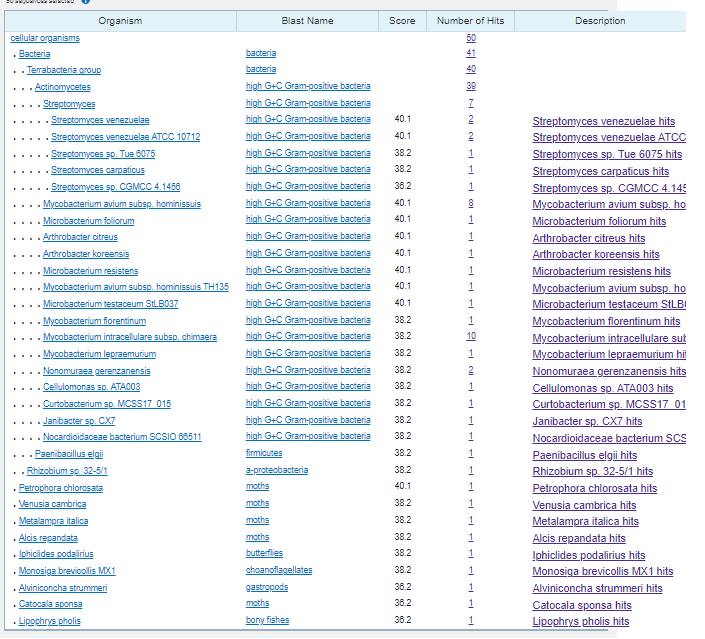 50 sequences selected
Organism Blast Name Score Number of Hits Description
cellular organisms 50
. Bacteria bacteria 41
. . Terrabacteria group bacteria 40
. . . Actinomycetes high G+C Gram-positive bacteria 39
. . . . Streptomyces high G+C Gram-positive bacteria 7
. . . . . Streptomyces venezuelae high G+C Gram-positive bacteria 40.1 2 Streptomyces venezuelae hits
. . . . . Streptomyces venezuelae ATCC 10712 high G+C Gram-positive bacteria 40.1 2 Streptomyces venezuelae ATCC
. . . . . Streptomyces sp. Tue 6075 high G+C Gram-positive bacteria 38.2 1 Streptomyces sp. Tue 6075 hits
. . . . . Streptomyces carpaticus high G+C Gram-positive bacteria 38.2 1 Streptomyces carpaticus hits
. . . . . Streptomyces sp. CGMCC 4.1456 high G+C Gram-positive bacteria 36.2 1 Streptomyces sp. CGMCC 4.145
. . . . Mycobacterium avium subsp. hominissuis high G+C Gram-positive bacteria 40.1 8 Mycobacterium avium subsp. ho
. . . . Microbacterium foliorum high G+C Gram-positive bacteria 40.1 1 Microbacterium foliorum hits
. . . . Arthrobacter citreus high G+C Gram-positive bacteria 40.1 1 Arthrobacter citreus hits
. . . . Arthrobacter koreensis high G+C Gram-positive bacteria 40.1 1 Arthrobacter koreensis hits
. . . . Microbacterium resistens high G+C Gram-positive bacteria 40.1 1 Microbacterium resistens hits
. . . . Mycobacterium avium subsp. hominissuis TH135 high G+C Gram-positive bacteria 40.1 1 Mycobacterium avium subsp. ho
. . . . Microbacterium testaceum StLB037 high G+C Gram-positive bacteria 40.1 1 Microbacterium testaceum StLB
. . . . Mycobacterium florentinum high G+C Gram-positive bacteria 38.2 1 Mycobacterium florentinum hits
. . . . Mycobacterium intracellulare subsp. chimaera high G+C Gram-positive bacteria 38.2 10 Mycobacterium intracellulare sub
. . . . Mycobacterium lepraemurium high G+C Gram-positive bacteria 38.2 1 Mycobacterium lepraemurium hi
. . . . Nonomuraea gerenzanensis high G+C Gram-positive bacteria 38.2 2 Nonomuraea gerenzanensis hits
. . . . Cellulomonas sp. ATA003 high G+C Gram-positive bacteria 38.2 1 Cellulomonas sp. ATA003 hits
. . . . Curtobacterium sp. MCSS17_015 high G+C Gram-positive bacteria 38.2 1 Curtobacterium sp. MCSS17_01
. . . . Janibacter sp. CX7 high G+C Gram-positive bacteria 38.2 1 Janibacter sp. CX7 hits
. . . . Nocardioidaceae bacterium SCSIO 66511 high G+C Gram-positive bacteria 38.2 1 Nocardioidaceae bacterium SCS
. . . Paenibacillus elgii firmicutes 38.2 1 Paenibacillus elgii hits
. . Rhizobium sp. 32-5/1 a-proteobacteria 38.2 1 Rhizobium sp. 32-5/1 hits
. Petrophora chlorosata moths 40.1 1 Petrophora chlorosata hits
. Venusia cambrica moths 38.2 1 Venusia cambrica hits
. Metalampra italica moths 38.2 1 Metalampra italica hits
. Alcis repandata moths 38.2 1 Alcis repandata hits
. Iphiclides podalirius butterflies 38.2 1 Iphiclides podalirius hits
. Monosiga brevicollis MX1 choanoflagellates 38.2 1 Monosiga brevicollis MX1 hits
. Alviniconcha strummeri gastropods 36.2 1 Alviniconcha strummeri hits
. Catocala sponsa moths 36.2 1 Catocala sponsa hits
. Lipophrys pholis bony fishes 36.2 1 Lipophrys pholis hits